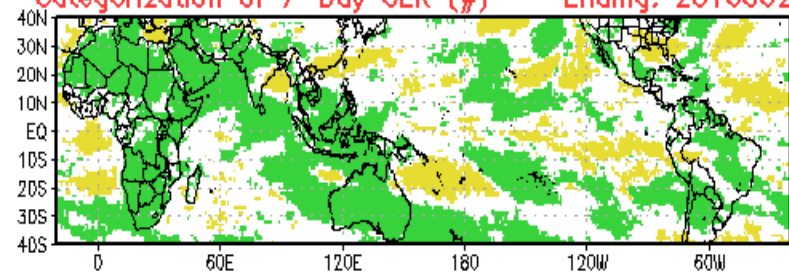 Categorization of 7-Day OLR (#) Ending:
40N
30N
20N
10N
EQ
10S
20S
30S
40S
0 60E 120E 180 120W 60W